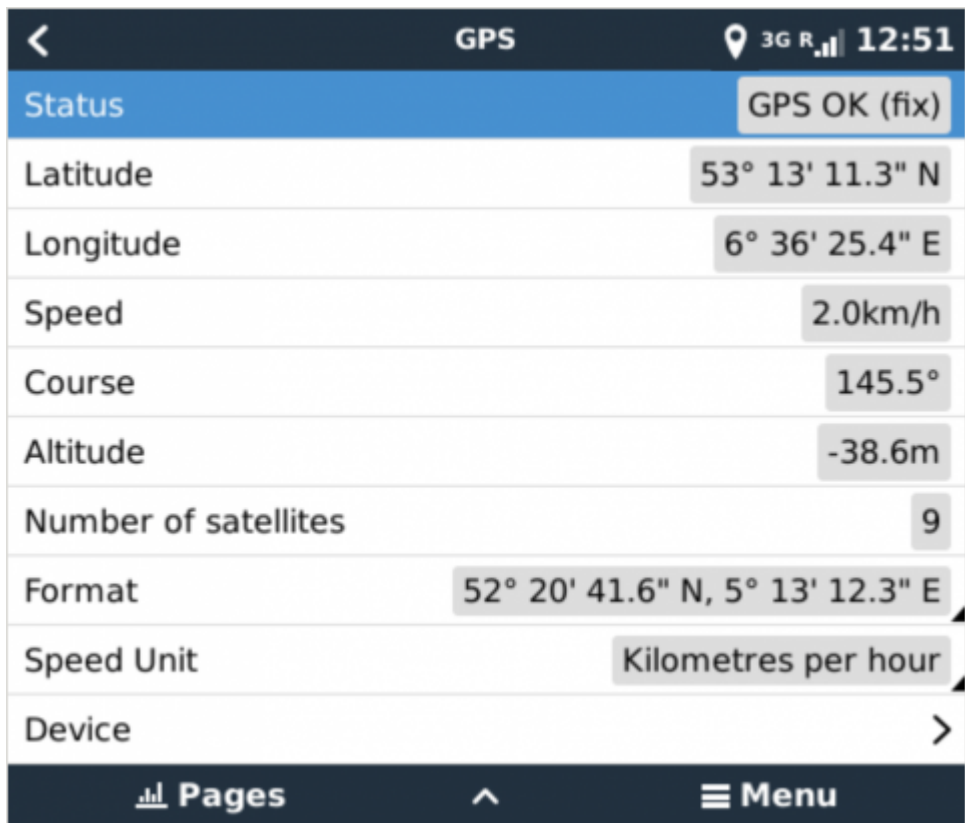 GPS 3G R 12:51
Status GPS OK (fix)
Latitude 53° 13' 11.3" N
Longitude 6° 36' 25.4" E
Speed 2.0km/h
Course 145.5°
Altitude -38.6m
Number of satellites 9
Format 52° 20' 41.6" N, 5° 13' 12.3" E
Speed Unit Kilometres per hour
Device
Pages Menu